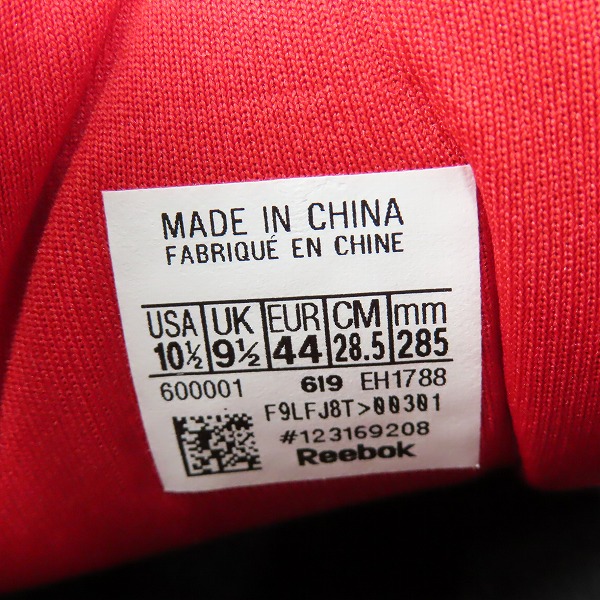 MADE IN CHINA
FABRIQUÉ EN CHINE
USA UK EUR CM mm
10½ 9½ 44 28.5 285
600001 619 EH1788
F9LFJ8T>00301
#123169208
Reebok